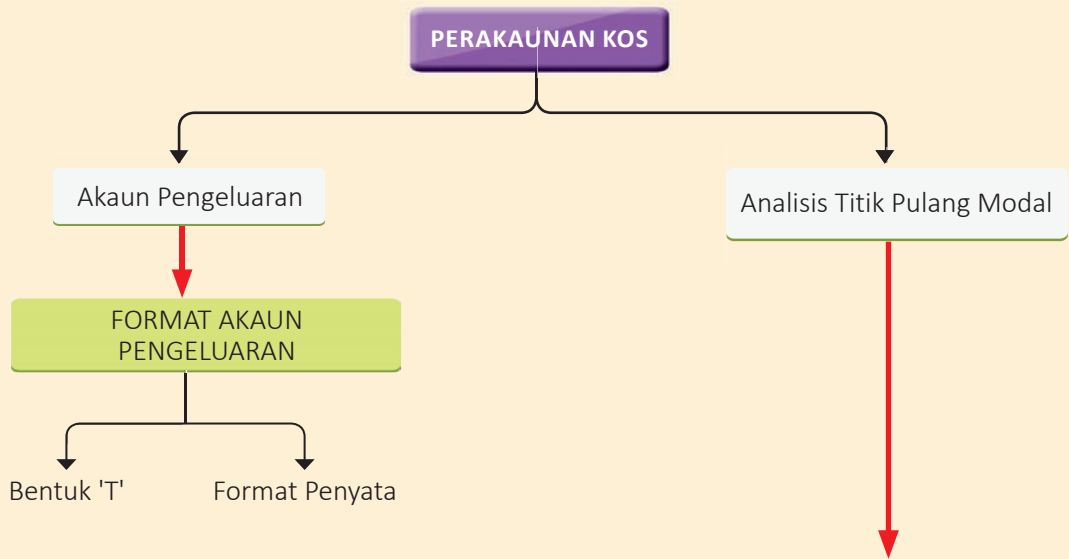 PERAKAUNAN KOS
Akaun Pengeluaran
Analisis Titik Pulang Modal
FORMAT AKAUN
PENGELUARAN
Bentuk 'T'
Format Penyata